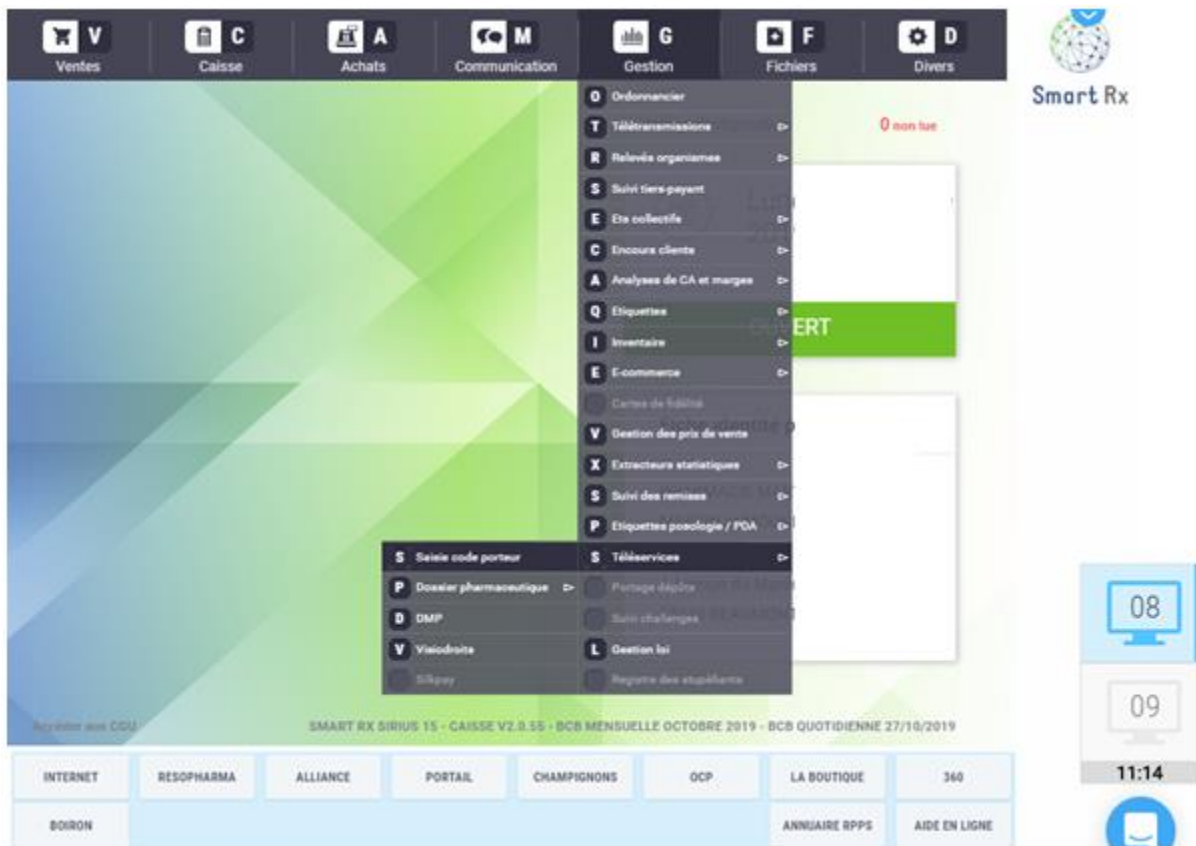 V C A M G F D
Ventes Caisse Achats Communication Gestion Fichiers Divers
Smart Rx
0 non lue
O Ordonnancier
T Télétransmissions
R Relevés organismes
S Suivi tiers-payant
E Ets collectifs
C Encours clients
A Analyses de CA et marges
Q Etiquettes
I Inventaire
ERT
E E-commerce
Cartes de fidélité
V Gestion des prix de vente
X Extracteurs statistiques
S Suivi des remises
P Etiquettes posologie / PDA
S Téléservices
Portage dépôts
Suivi challenges
L Gestion loi
Registre des stupéfiants
S Saisie code porteur
P Dossier pharmaceutique
D DMP
V Visiodroits
Silkpay
08
09
11:14
Accéder aux CGU
SMART RX SIRIUS 15 - CAISSE V2.0.55 - BCB MENSUELLE OCTOBRE 2019 - BCB QUOTIDIENNE 27/10/2019
INTERNET RESOPHARMA ALLIANCE PORTAIL CHAMPIGNONS OCP LA BOUTIQUE 360
BOIRON ANNUAIRE RPPS AIDE EN LIGNE